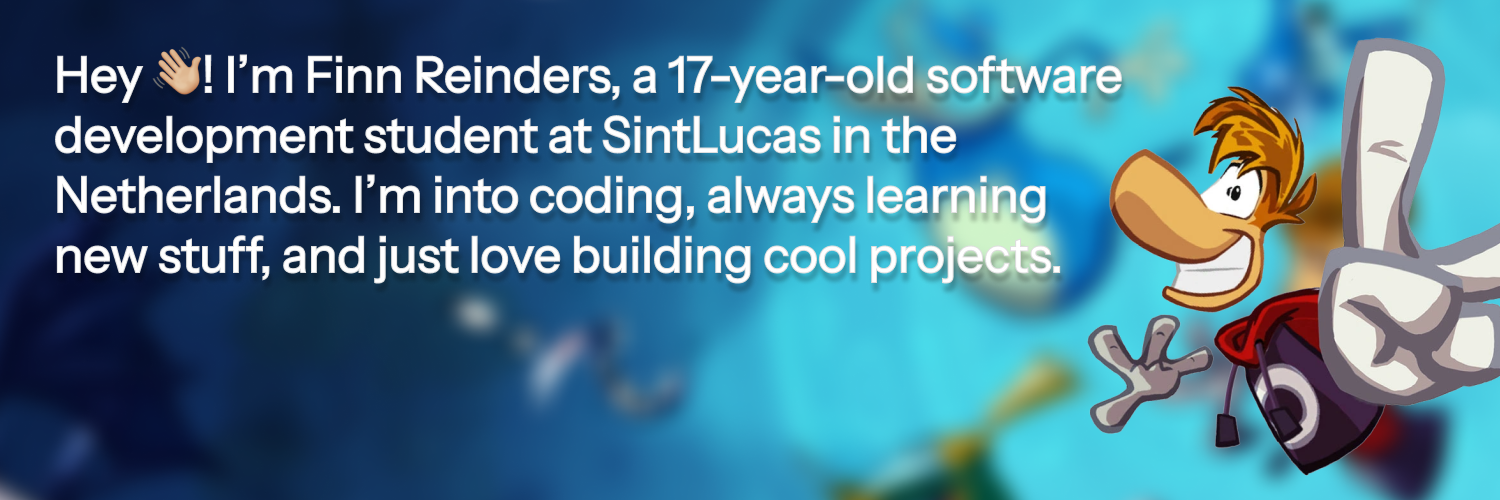 Hey 👋🏼! I’m Finn Reinders, a 17-year-old software
development student at SintLucas in the
Netherlands. I’m into coding, always learning
new stuff, and just love building cool projects.